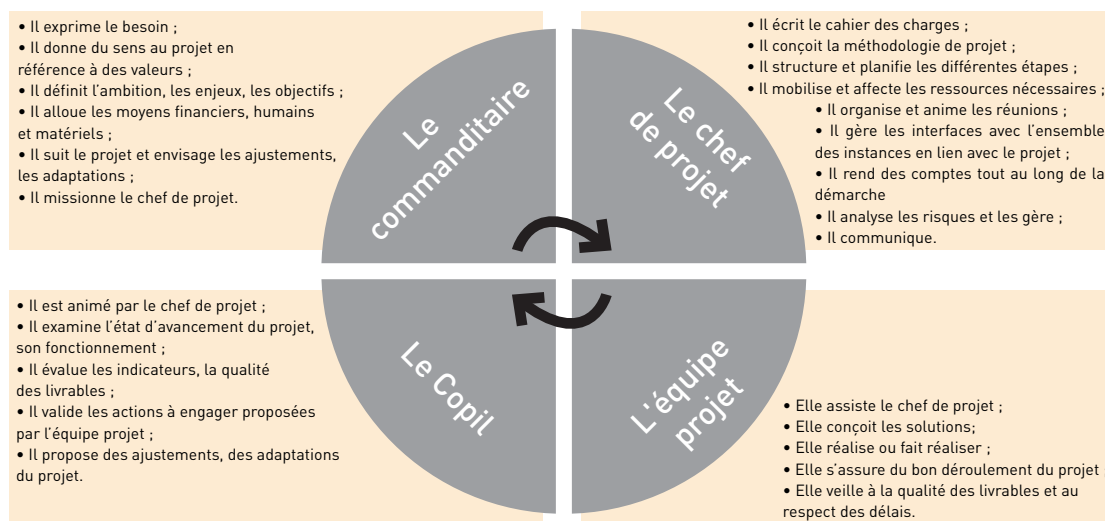 • Il exprime le besoin ;
• Il donne du sens au projet en
référence à des valeurs ;
• Il définit l'ambition, les enjeux, les objectifs ;
• Il alloue les moyens financiers, humains
et matériels ;
• Il suit le projet et envisage les ajustements,
les adaptations ;
• Il missionne le chef de projet.
Le
commanditaire
Le chef
de projet
• Il écrit le cahier des charges ;
• Il conçoit la méthodologie de projet ;
• Il structure et planifie les différentes étapes ;
• Il mobilise et affecte les ressources nécessaires ;
• Il organise et anime les réunions ;
• Il gère les interfaces avec l'ensemble
des instances en lien avec le projet ;
• Il rend des comptes tout au long de la
démarche
• Il analyse les risques et les gère ;
• Il communique.
• Il est animé par le chef de projet ;
• Il examine l'état d'avancement du projet,
son fonctionnement ;
• Il évalue les indicateurs, la qualité
des livrables ;
• Il valide les actions à engager proposées
par l'équipe projet ;
• Il propose des ajustements, des adaptations
du projet.
Le Copil
L'équipe
projet
• Elle assiste le chef de projet ;
• Elle conçoit les solutions;
• Elle réalise ou fait réaliser ;
• Elle s'assure du bon déroulement du projet
• Elle veille à la qualité des livrables et au
respect des délais.